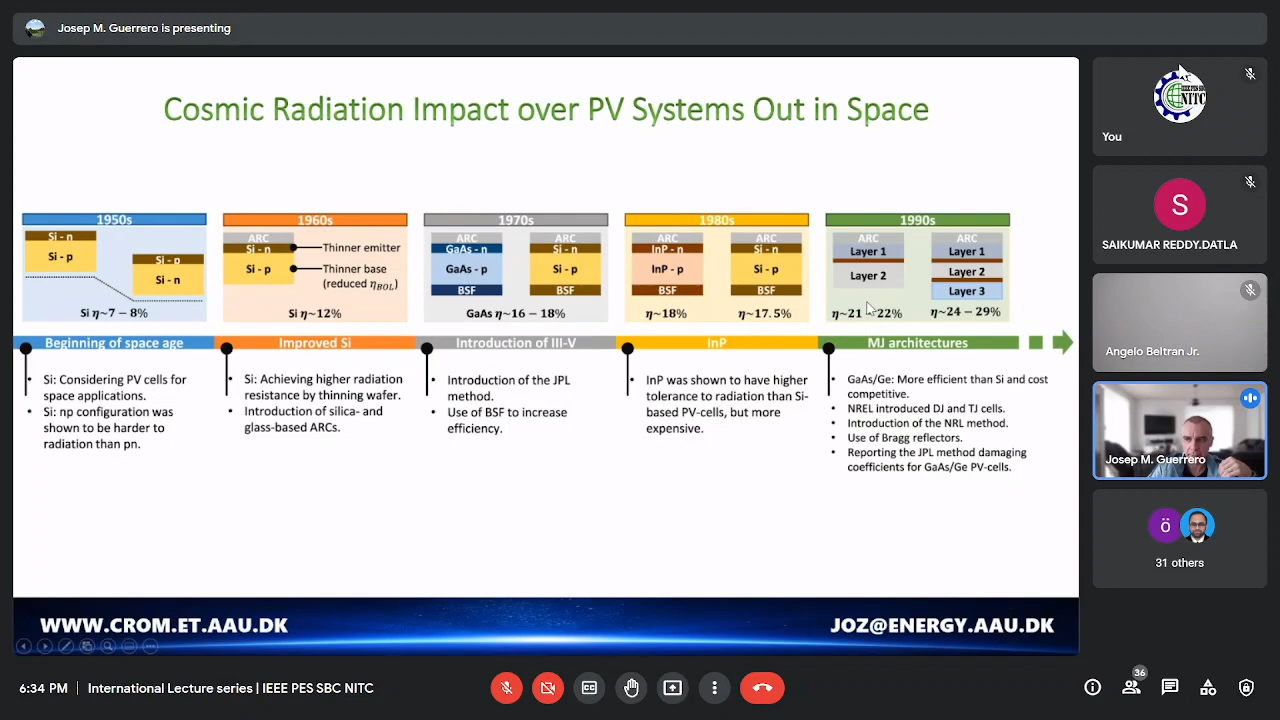 Josep M. Guerrero is presenting
Cosmic Radiation Impact over PV Systems Out in Space
1950s
Si - n
Si - p
Si - p
Si - n
Si η~7 − 8%
1960s
ARC
Si - n
Si - p
Thinner emitter
Thinner base
(reduced ηBOL)
Si η~12%
1970s
ARC
GaAs - n
GaAs - p
BSF
ARC
Si - n
Si - p
BSF
GaAs η~16 − 18%
1980s
ARC
InP - n
InP - p
BSF
η~18%
ARC
Si - n
Si - p
BSF
η~17.5%
1990s
ARC
Layer 1
Layer 2
η~21 − 22%
ARC
Layer 1
Layer 2
Layer 3
η~24 − 29%
Beginning of space age
Improved Si
Introduction of III-V
InP
MJ architectures
• Si: Considering PV cells for
space applications.
• Si: np configuration was
shown to be harder to
radiation than pn.
• Si: Achieving higher radiation
resistance by thinning wafer.
• Introduction of silica- and
glass-based ARCs.
• Introduction of the JPL
method.
• Use of BSF to increase
efficiency.
• InP was shown to have higher
tolerance to radiation than Si-
based PV-cells, but more
expensive.
• GaAs/Ge: More efficient than Si and cost
competitive.
• NREL introduced DJ and TJ cells.
• Introduction of the NRL method.
• Use of Bragg reflectors.
• Reporting the JPL method damaging
coefficients for GaAs/Ge PV-cells.
WWW.CROM.ET.AAU.DK
JOZ@ENERGY.AAU.DK
NITC
You
S
SAIKUMAR REDDY.DATLA
Angelo Beltran Jr.
Josep M. Guerrero
ö
31 others
6:34 PM | International Lecture series | IEEE PES SBC NITC
36